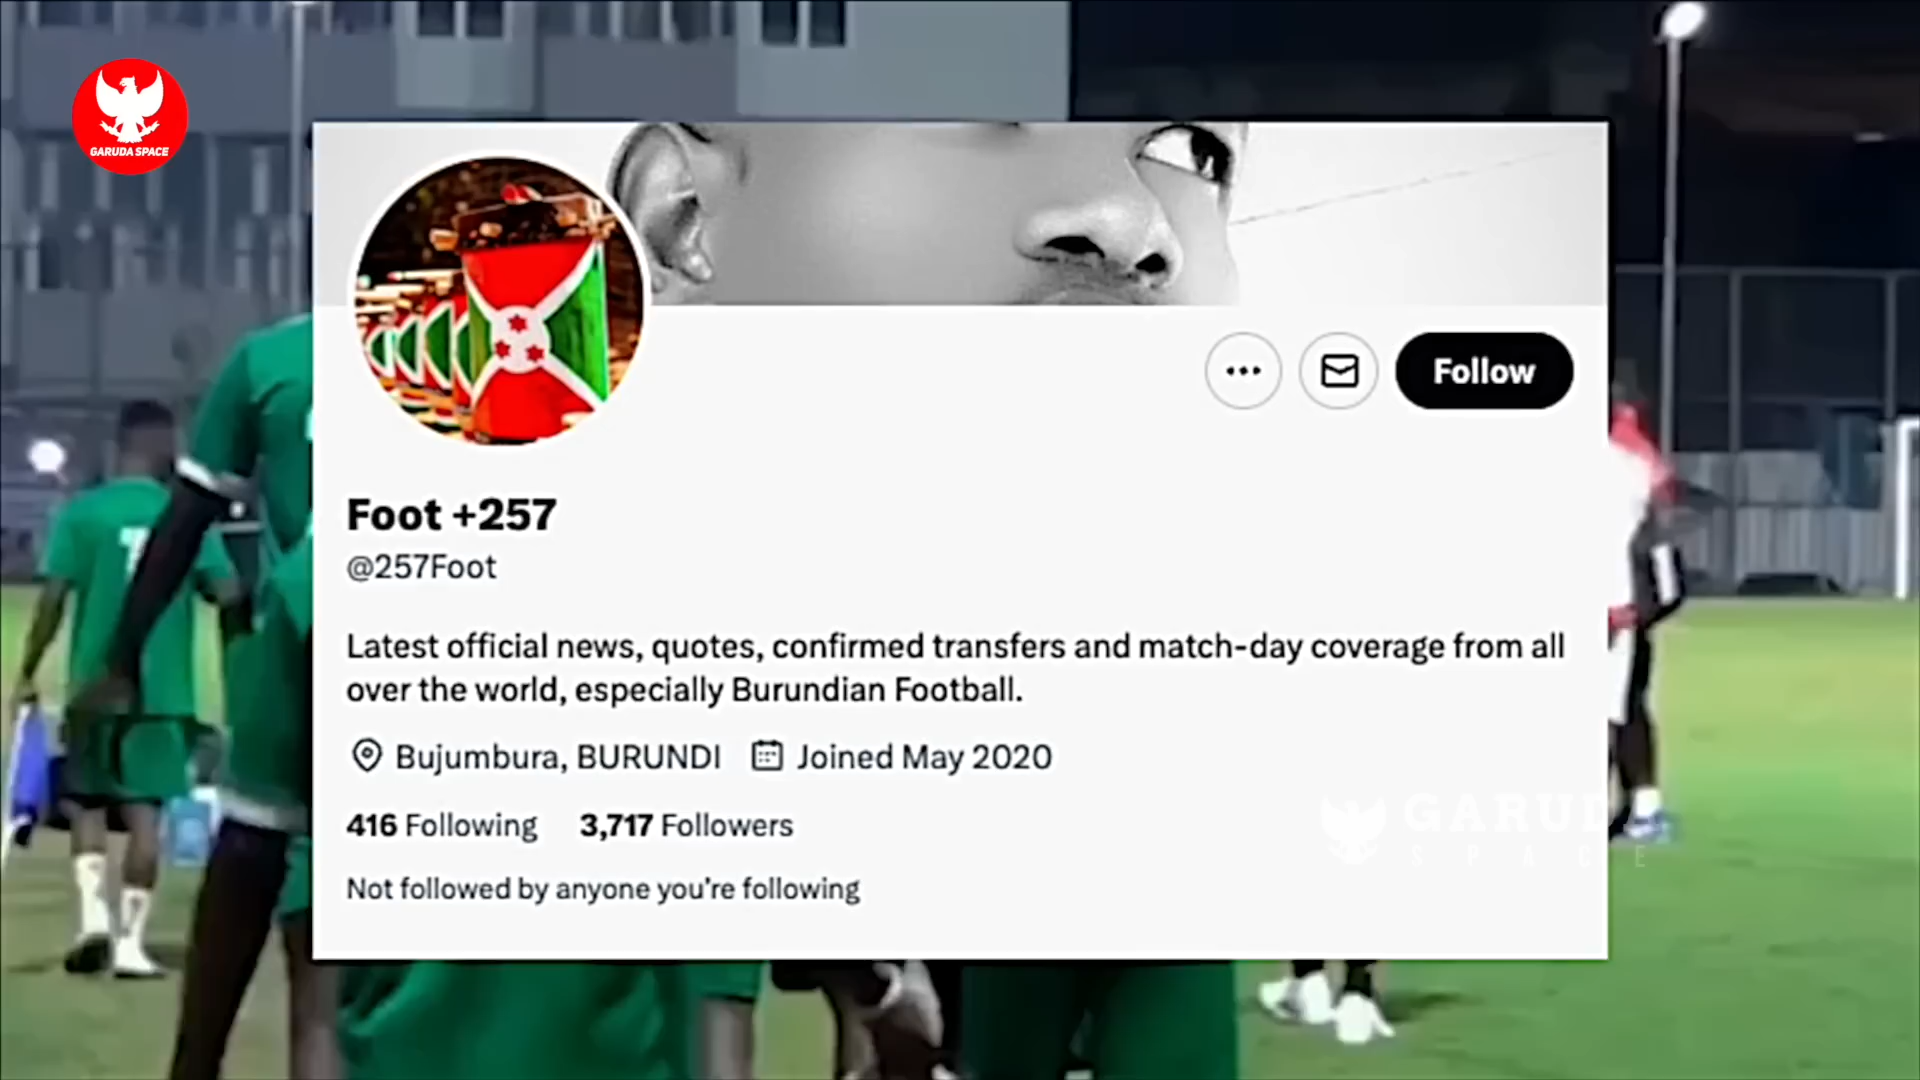 GARUDA SPACE
Follow
Foot +257
@257Foot
Latest official news, quotes, confirmed transfers and match-day coverage from all
over the world, especially Burundian Football.
Bujumbura, BURUNDI Joined May 2020
416 Following 3,717 Followers
Not followed by anyone you're following
GARUDA
SPACE